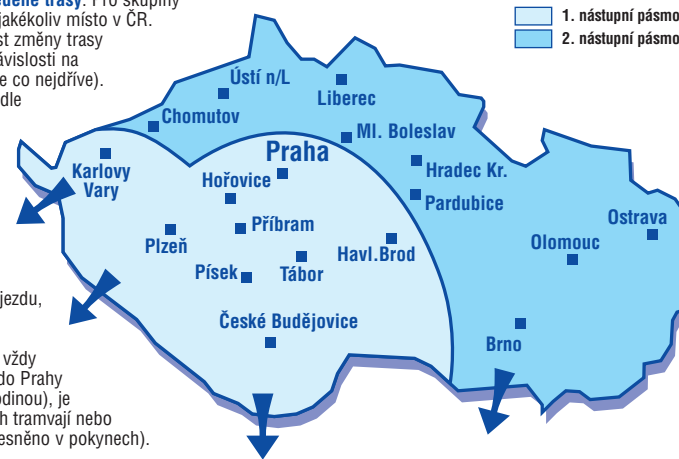 edené trasy: Pro skupiny
jakékoliv místo v ČR.
st změny trasy
ávislosti na
e co nejdříve).
dle
1. nástupní pásmo
2. nástupní pásmo
Ústí n/L
Liberec
Chomutov
Ml. Boleslav
Praha
Karlovy
Vary
Hradec Kr.
Hořovice
Pardubice
Příbram
Ostrava
Plzeň
Havl.Brod
Olomouc
Písek
Tábor
České Budějovice
Brno
jezdu,
vždy
do Prahy
odinou), je
h tramvají nebo
esněno v pokynech).